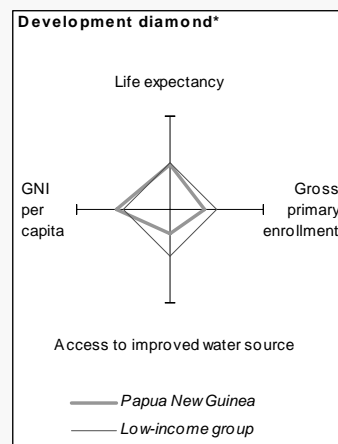 Development diamond*
Life expectancy
GNI
per
capita
Gross
primary
enrollment
Access to improved water source
Papua New Guinea
Low-income group